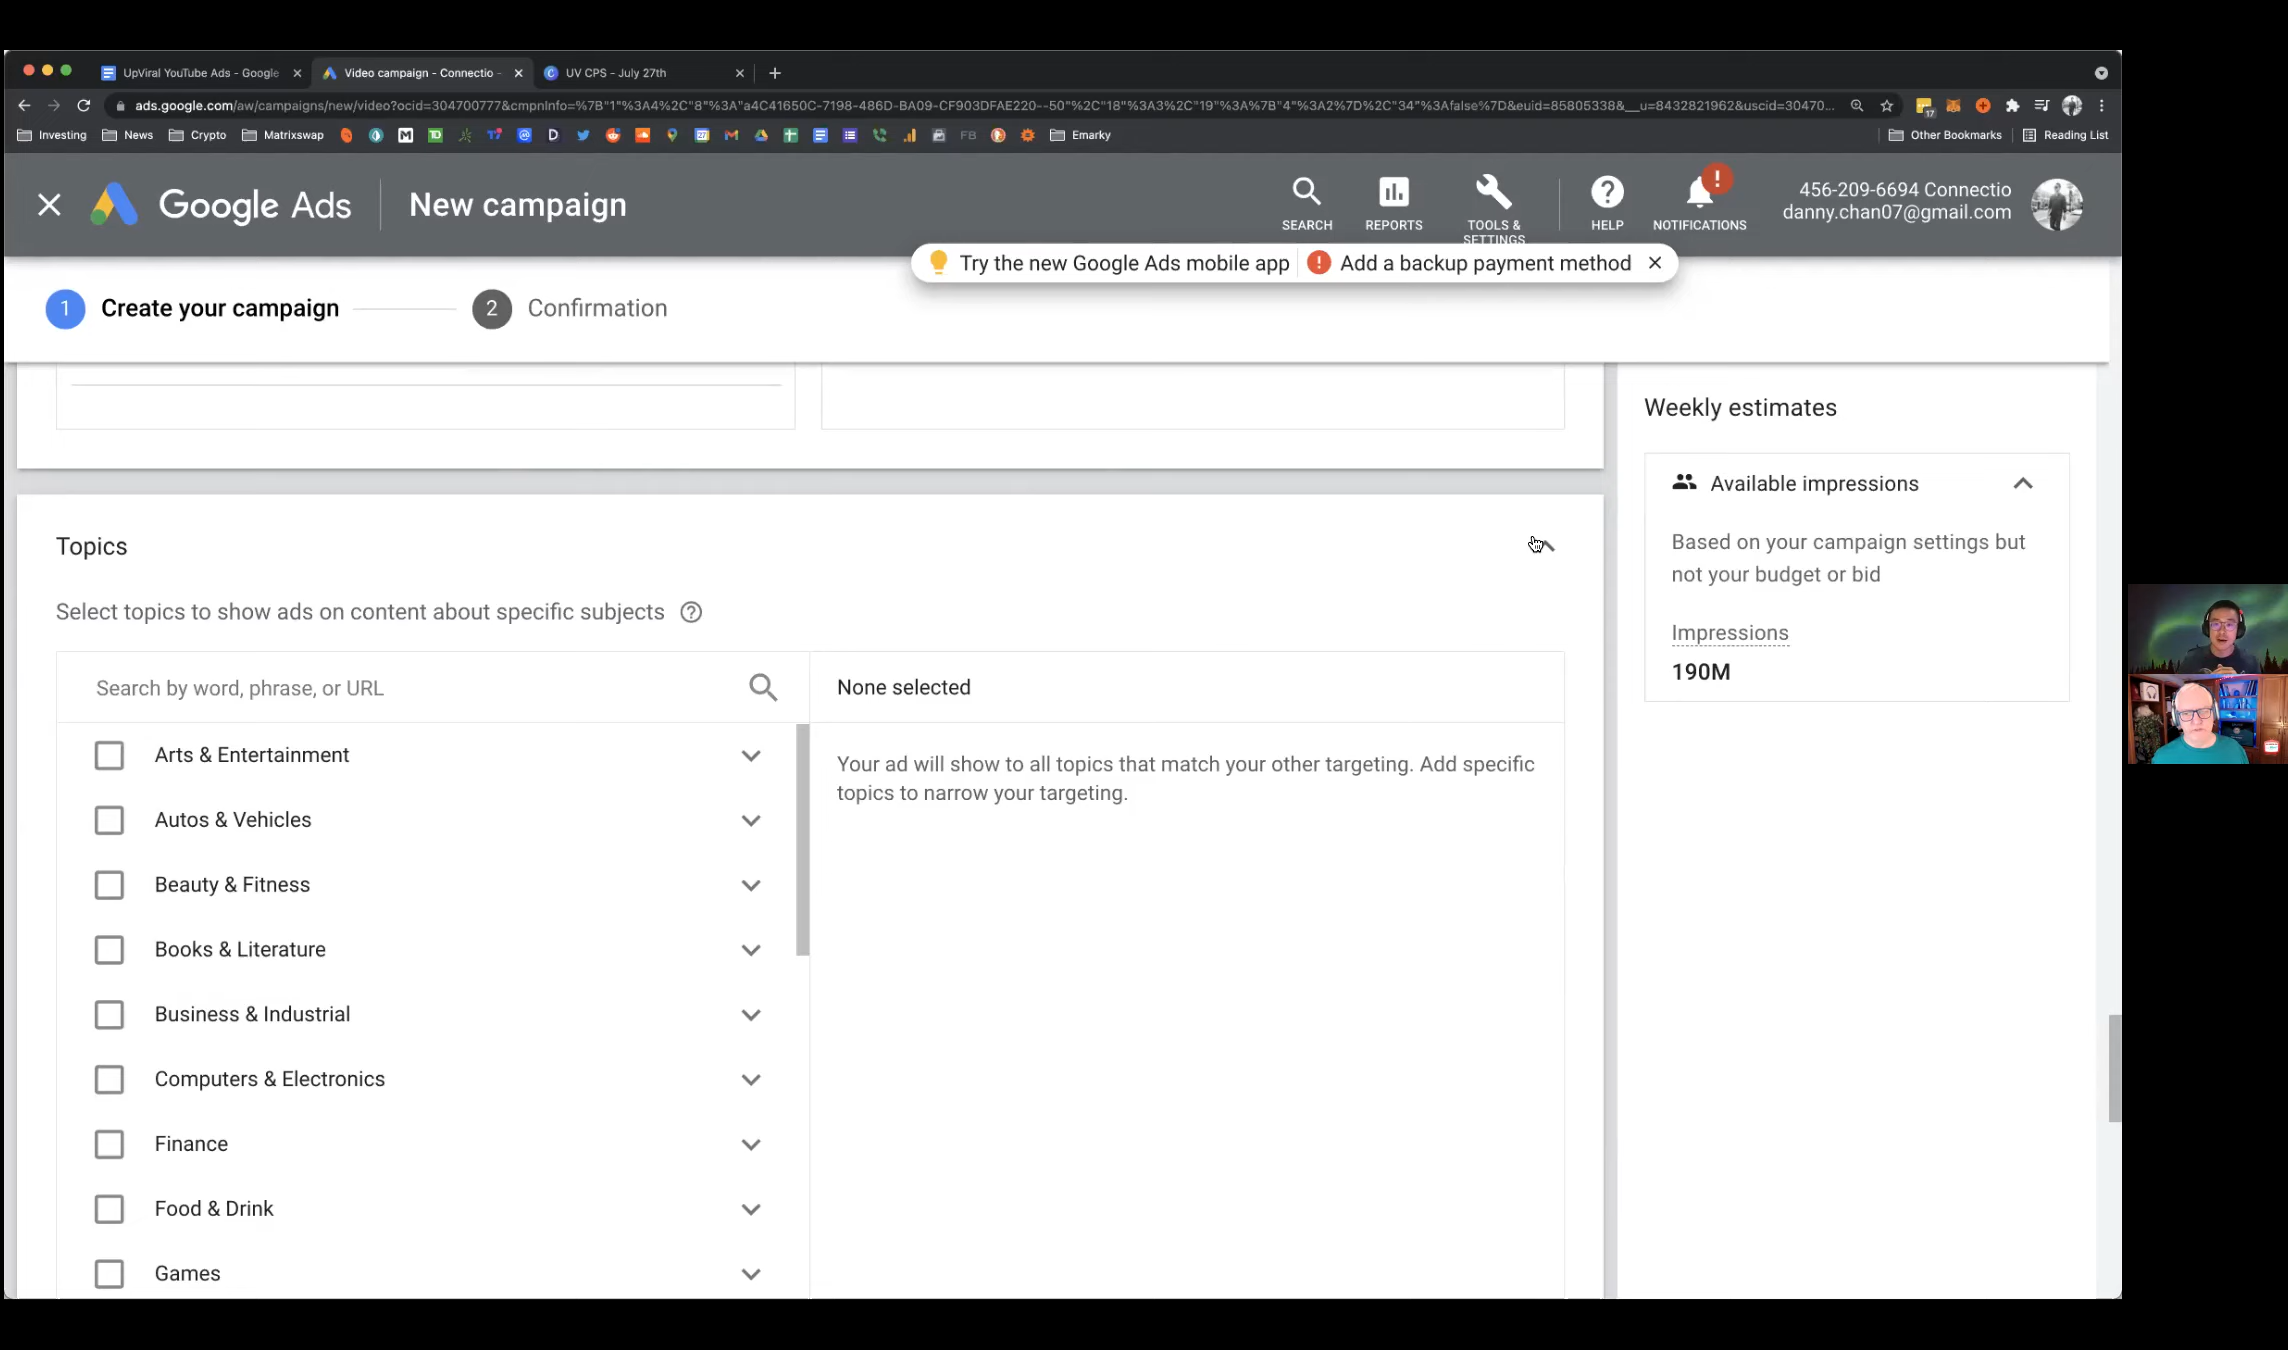 UpViral YouTube Ads - Google
Video campaign - Connectio -
UV CPS - July 27th
ads.google.com/aw/campaigns/new/video?ocid=304700777&cmpnInfo=%7B"1"%3A4%2C"8"%3A"a4C41650C-7198-486D-BA09-CF903DFAE220--50"%2C"18"%3A3%2C"19"%3A%7B"4"%3A2%7D%2C"34"%3Afalse%7D&euid=85805338&__u=8432821962&uscid=30470...
17
Investing
News
Crypto
Matrixswap
FB
Emarky
Other Bookmarks
Reading List
Google Ads
New campaign
SEARCH
REPORTS
TOOLS &
SETTINGS
HELP
NOTIFICATIONS
456-209-6694 Connectio
danny.chan07@gmail.com
Try the new Google Ads mobile app
Add a backup payment method
1 Create your campaign
2 Confirmation
Topics
Select topics to show ads on content about specific subjects
Search by word, phrase, or URL
None selected
Your ad will show to all topics that match your other targeting. Add specific
topics to narrow your targeting.
Arts & Entertainment
Autos & Vehicles
Beauty & Fitness
Books & Literature
Business & Industrial
Computers & Electronics
Finance
Food & Drink
Games
Weekly estimates
Available impressions
Based on your campaign settings but
not your budget or bid
Impressions
190M